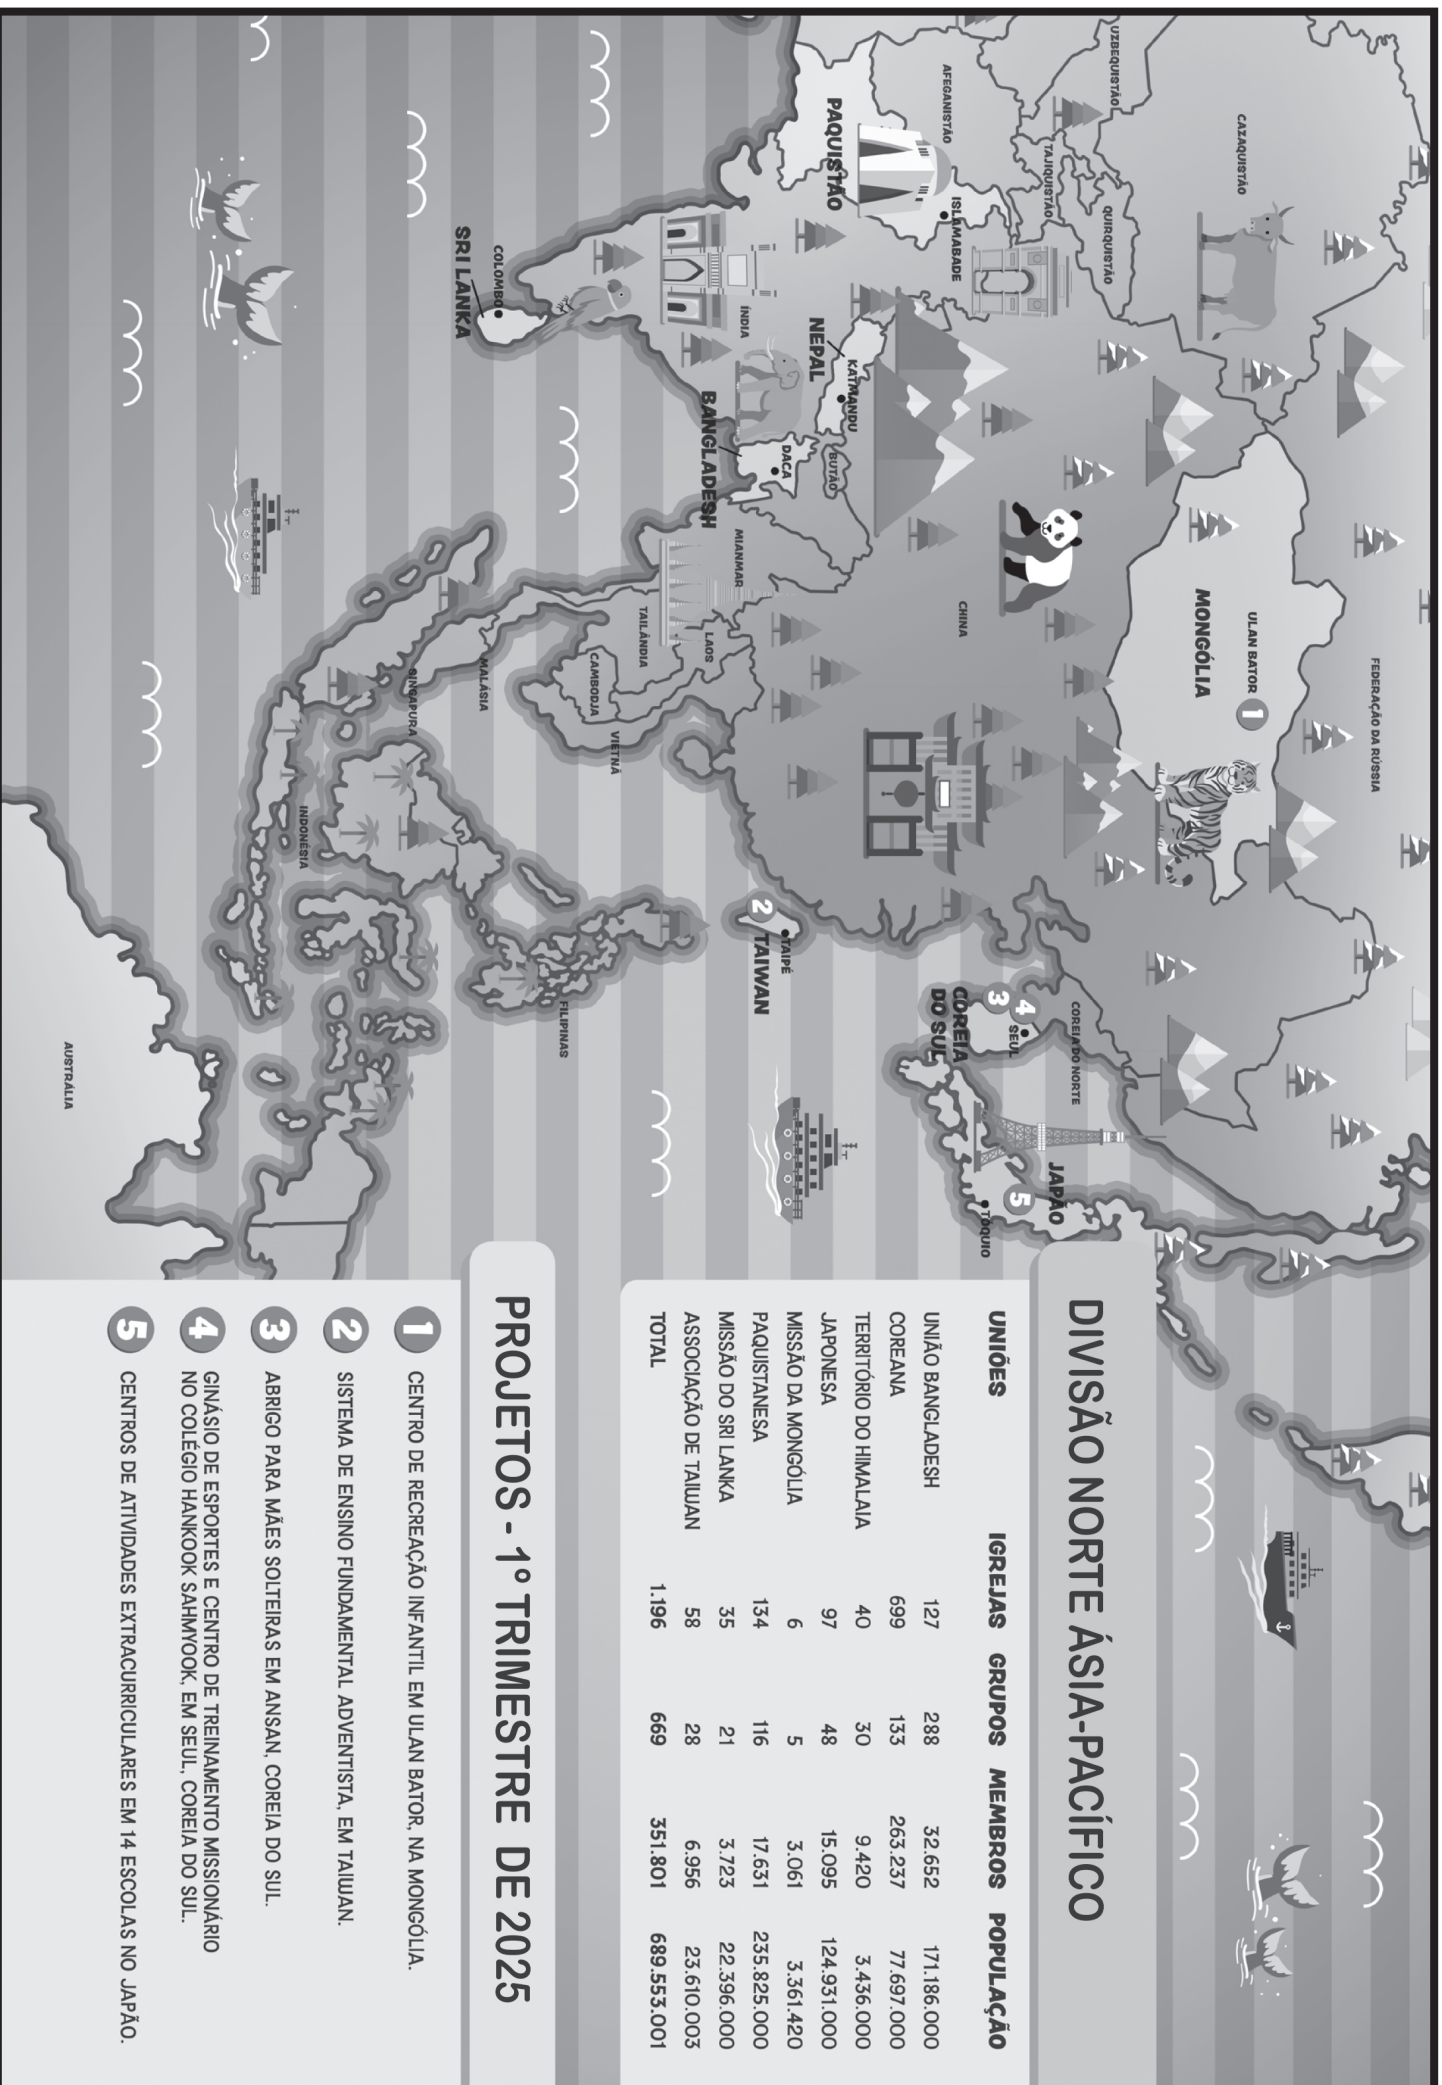 UZBEQUISTÃO
CAZAQUISTÃO
AFEGANISTÃO
TAJIQUISTÃO
QUIRQUISTÃO
PAQUISTÃO
ISLAMABADE
FEDERAÇÃO DA RÚSSIA
MONGÓLIA
ULAN BATOR
1
CHINA
NEPAL
KATMANDU
BUTÃO
ÍNDIA
BANGLADESH
DACA
COLOMBO
SRI LANKA
MIANMAR
LAOS
TAILÂNDIA
CAMBODJA
VIETNÃ
MALÁSIA
SINGAPURA
INDONÉSIA
FILIPINAS
AUSTRÁLIA
2
TAIPÉ
TAIWAN
COREIA DO NORTE
4
3
SEUL
COREIA
DO SUL
JAPÃO
5
TÓQUIO
DIVISÃO NORTE ÁSIA-PACÍFICO
UNIÕES IGREJAS GRUPOS MEMBROS POPULAÇÃO
UNIÃO BANGLADESH 127 288 32.652 171.186.000
COREANA 699 133 263.237 77.697.000
TERRITÓRIO DO HIMALAIA 40 30 9.420 3.436.000
JAPONESA 97 48 15.095 124.931.000
MISSÃO DA MONGÓLIA 6 5 3.061 3.361.420
PAQUISTANESA 134 116 17.631 235.825.000
MISSÃO DO SRI LANKA 35 21 3.723 22.396.000
ASSOCIAÇÃO DE TAIWAN 58 28 6.956 23.610.003
TOTAL 1.196 669 351.801 689.553.001
PROJETOS - 1º TRIMESTRE DE 2025
1 CENTRO DE RECREAÇÃO INFANTIL EM ULAN BATOR, NA MONGÓLIA.
2 SISTEMA DE ENSINO FUNDAMENTAL ADVENTISTA, EM TAIWAN.
3 ABRIGO PARA MÃES SOLTEIRAS EM ANSAN, COREIA DO SUL.
4 GINÁSIO DE ESPORTES E CENTRO DE TREINAMENTO MISSIONÁRIO
NO COLÉGIO HANKOOK SAHMYOOK, EM SEUL, COREIA DO SUL.
5 CENTROS DE ATIVIDADES EXTRACURRICULARES EM 14 ESCOLAS NO JAPÃO.